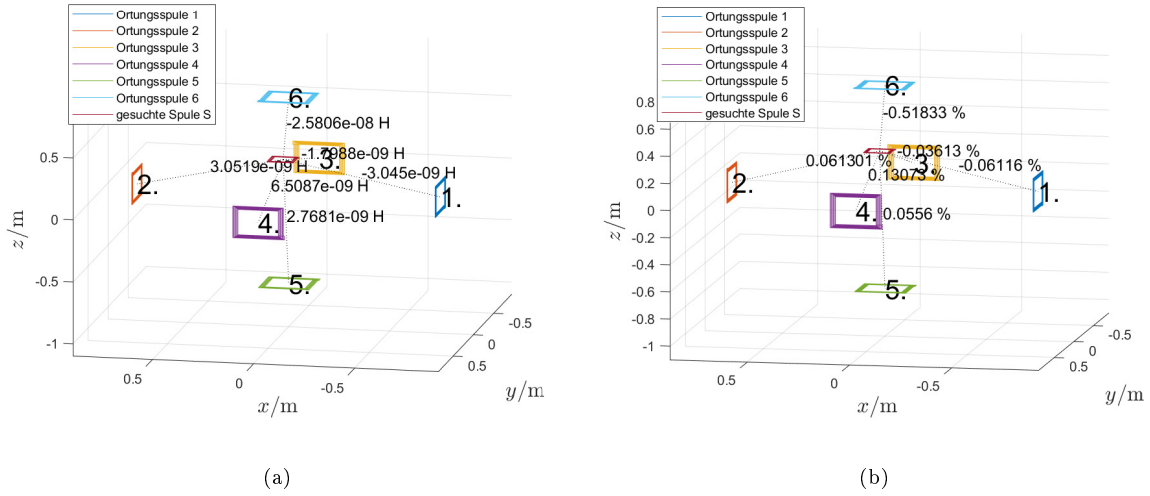 Ortungsspule 1
Ortungsspule 2
Ortungsspule 3
Ortungsspule 4
Ortungsspule 5
Ortungsspule 6
gesuchte Spule S
6.
-2.5806e-08 H
-1.7988e-09 H
3.
3.0519e-09 H
-3.045e-09 H
6.5087e-09 H
2.
1.
4.
2.7681e-09 H
5.
0.5
0
-0.5
-1
z/m
0.5
0
-0.5
x/m
-0.5
0
0.5
y/m
(a)
Ortungsspule 1
Ortungsspule 2
Ortungsspule 3
Ortungsspule 4
Ortungsspule 5
Ortungsspule 6
gesuchte Spule S
6.
-0.51833 %
-0.03613 %
3.
0.061301 %
-0.06116 %
0.13073 %
2.
1.
4.
0.0556 %
5.
0.8
0.6
0.4
0.2
0
-0.2
-0.4
-0.6
-0.8
-1
z/m
0.5
0
-0.5
x/m
-0.5
0
0.5
y/m
(b)